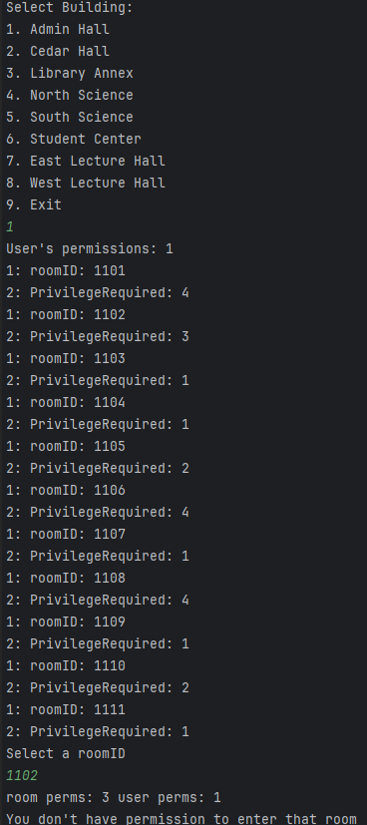 Select Building:
1. Admin Hall
2. Cedar Hall
3. Library Annex
4. North Science
5. South Science
6. Student Center
7. East Lecture Hall
8. West Lecture Hall
9. Exit
1
User's permissions: 1
1: roomID: 1101
2: PrivilegeRequired: 4
1: roomID: 1102
2: PrivilegeRequired: 3
1: roomID: 1103
2: PrivilegeRequired: 1
1: roomID: 1104
2: PrivilegeRequired: 1
1: roomID: 1105
2: PrivilegeRequired: 2
1: roomID: 1106
2: PrivilegeRequired: 4
1: roomID: 1107
2: PrivilegeRequired: 1
1: roomID: 1108
2: PrivilegeRequired: 4
1: roomID: 1109
2: PrivilegeRequired: 1
1: roomID: 1110
2: PrivilegeRequired: 2
1: roomID: 1111
2: PrivilegeRequired: 1
Select a roomID
1102
room perms: 3 user perms: 1
You don't have permission to enter that room